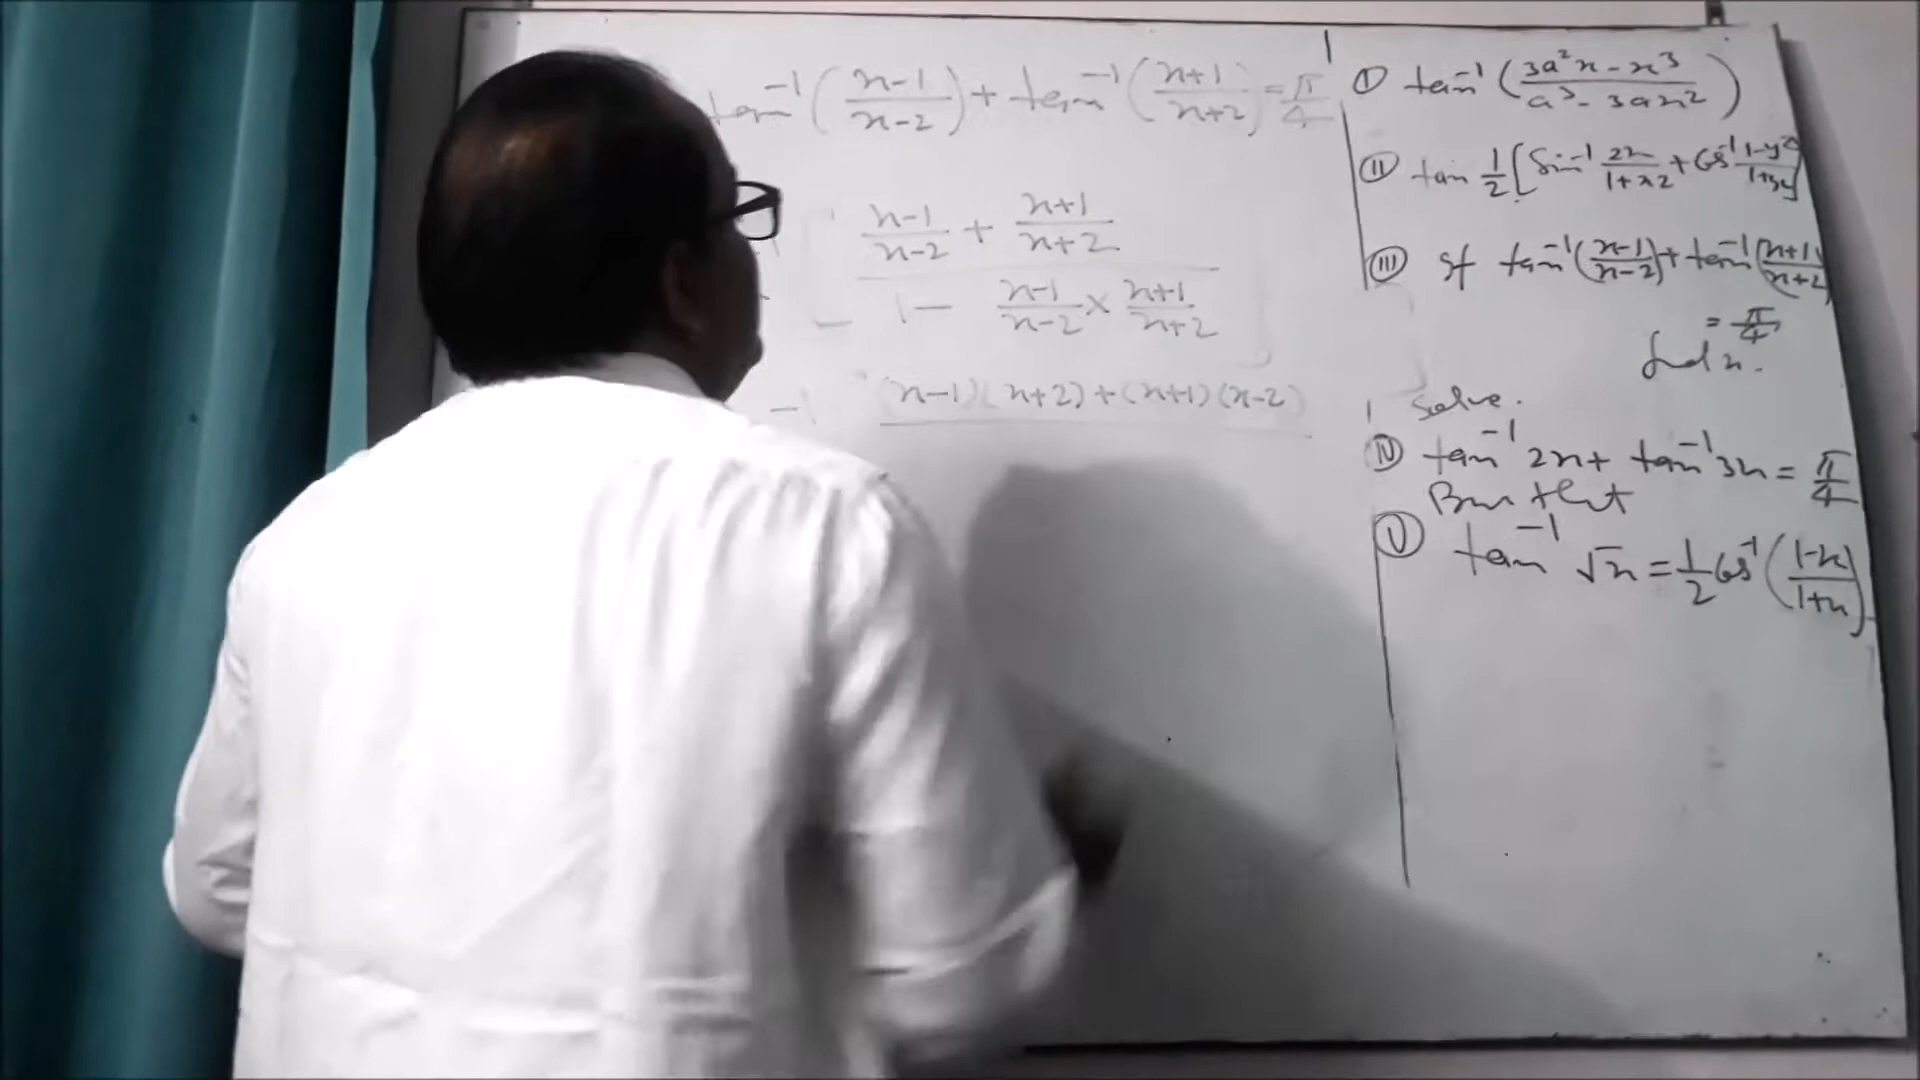 tan⁻¹ (x-1/x-2) + tan⁻¹ (x+1/x+2) = π/4
x-1/x-2 + x+1/x+2
1 - x-1/x-2 × x+1/x+2
-1 (x-1)(x+2) + (x+1)(x-2)
(I) tan⁻¹ (3a²x - x³ / a³ - 3ax²)
(II) tan 1/2 [Sin⁻¹ 2x/1+x2 + Cos⁻¹ 1-y2/1+y2]
(III) If tan⁻¹ (x-1/x-2) + tan⁻¹ (x+1/x+2)
= π/4
find x.
Solve.
(IV) tan⁻¹ 2x + tan⁻¹ 3x = π/4
that
(V) tan⁻¹ √x = 1/2 Cos⁻¹ (1-x/1+x)